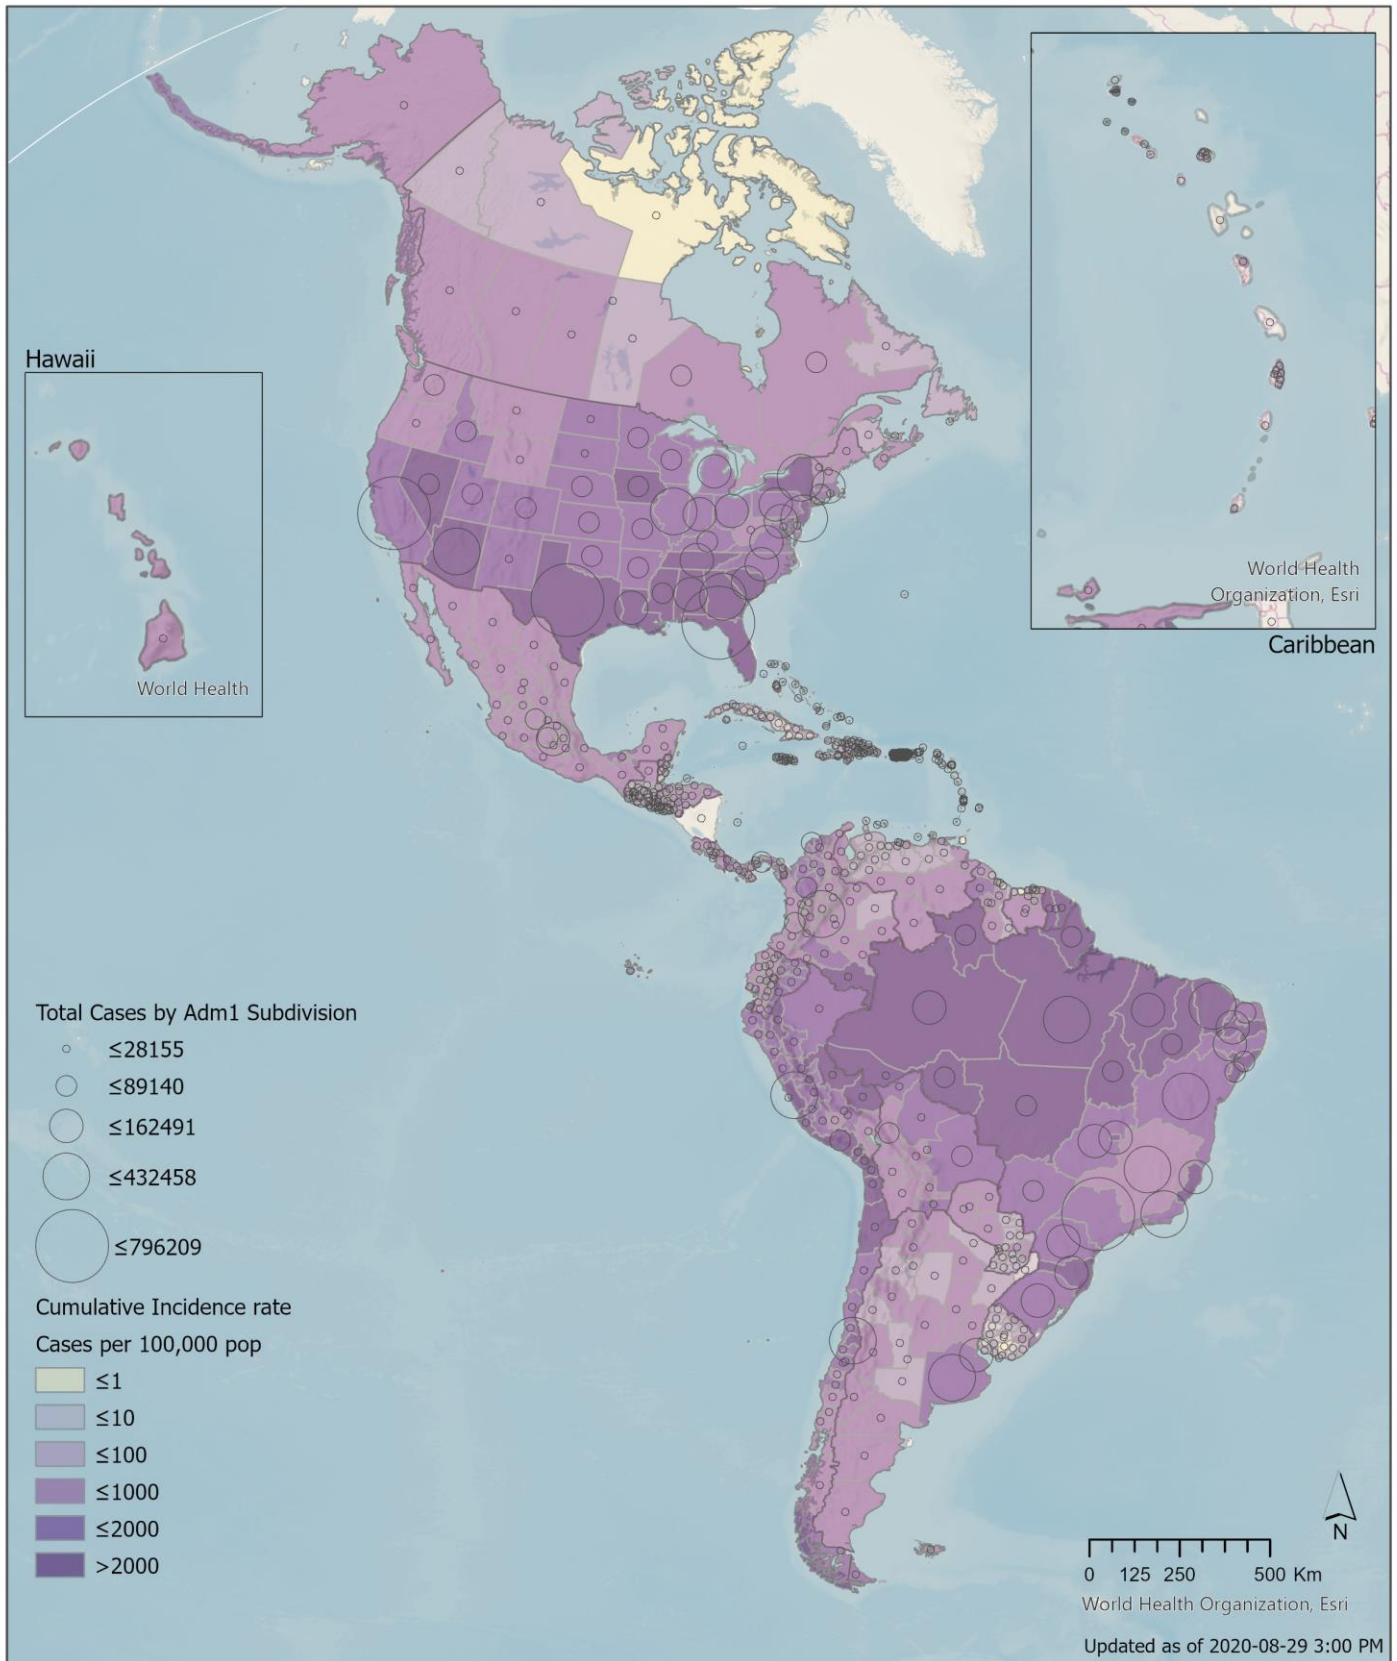 Hawaii
World Health
World Health
Organization, Esri
Caribbean
Total Cases by Adm1 Subdivision
≤28155
≤89140
≤162491
≤432458
≤796209
Cumulative Incidence rate
Cases per 100,000 pop
≤1
≤10
≤100
≤1000
≤2000
>2000
N
0 125 250 500 Km
World Health Organization, Esri
Updated as of 2020-08-29 3:00 PM